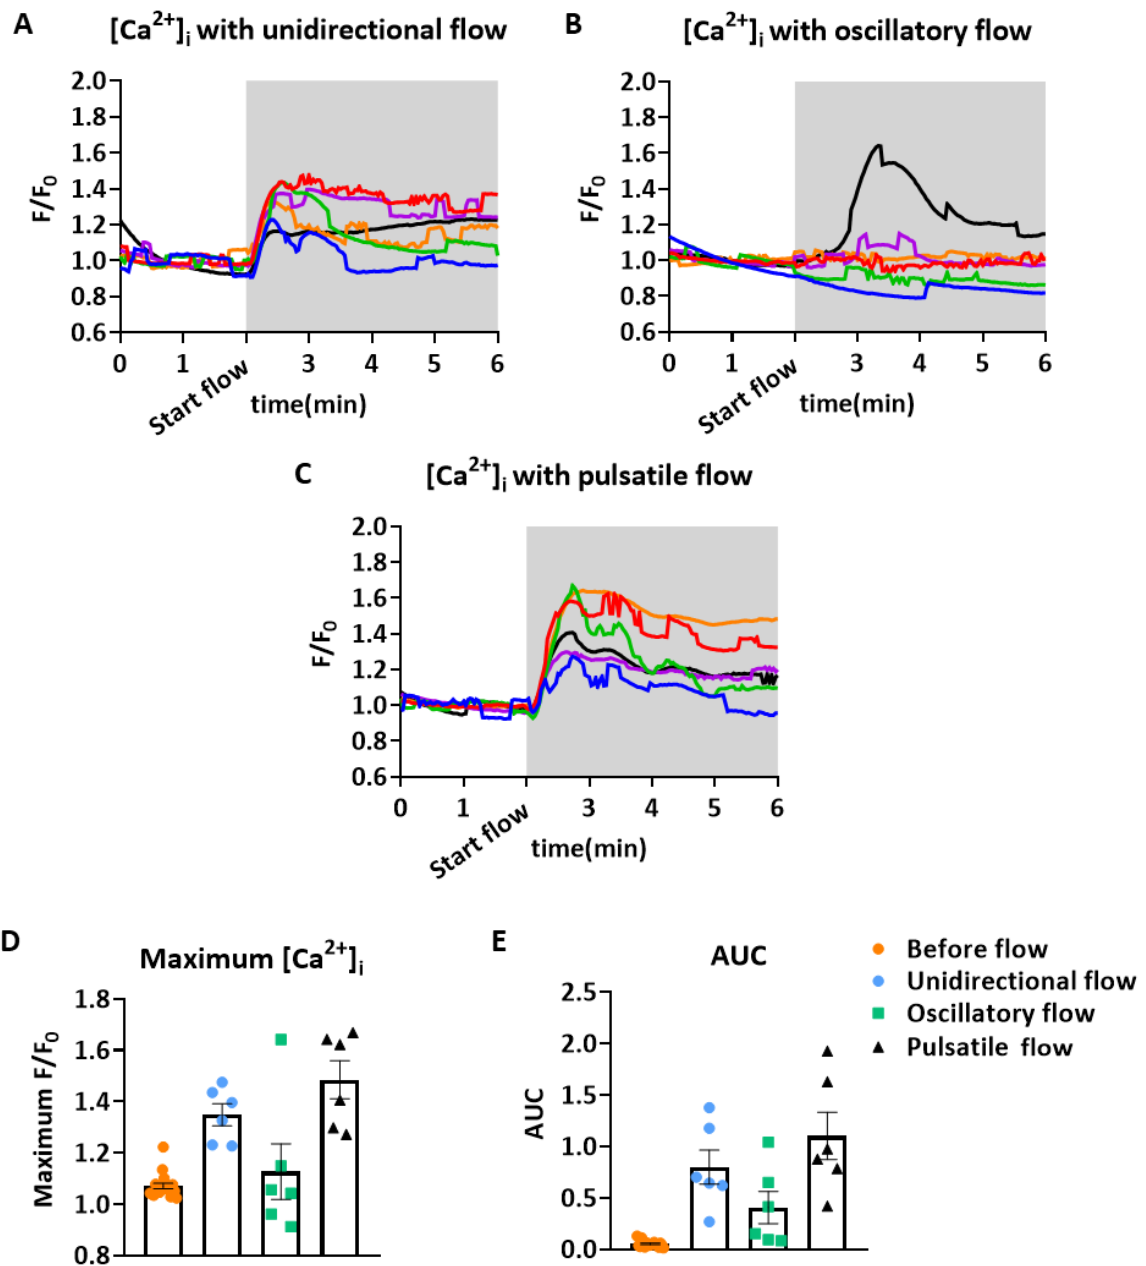 A
[Ca2+]i with unidirectional flow
F/F0
2.0
1.8
1.6
1.4
1.2
1.0
0.8
0.6
0 1 3 4 5 6
Start flow
time(min)
B
[Ca2+]i with oscillatory flow
F/F0
2.0
1.8
1.6
1.4
1.2
1.0
0.8
0.6
0 1 3 4 5 6
Start flow
time(min)
C
[Ca2+]i with pulsatile flow
F/F0
2.0
1.8
1.6
1.4
1.2
1.0
0.8
0.6
0 1 3 4 5 6
Start flow
time(min)
D
Maximum [Ca2+]i
Maximum F/F0
1.8
1.6
1.4
1.2
1.0
0.8
E
AUC
AUC
2.5
2.0
1.5
1.0
0.5
0.0
Before flow
Unidirectional flow
Oscillatory flow
Pulsatile flow